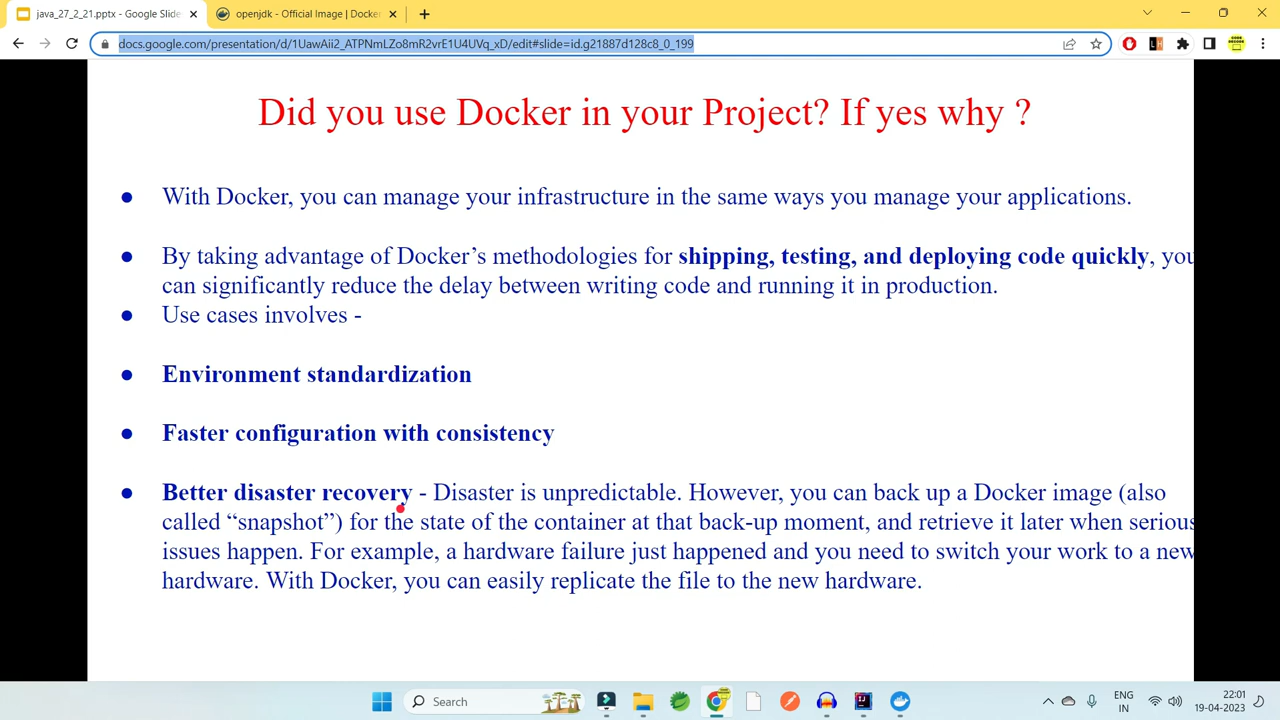 java_27_2_21.pptx - Google Slide
openjdk - Official Image | Docker
docs.google.com/presentation/d/1UawAii2_ATPNmLZo8mR2vrE1U4UVq_xD/edit#slide=id.g21887d128c8_0_199
Did you use Docker in your Project? If yes why ?
● With Docker, you can manage your infrastructure in the same ways you manage your applications.
● By taking advantage of Docker’s methodologies for shipping, testing, and deploying code quickly, you
can significantly reduce the delay between writing code and running it in production.
● Use cases involves -
● Environment standardization
● Faster configuration with consistency
● Better disaster recovery - Disaster is unpredictable. However, you can back up a Docker image (also
called “snapshot”) for the state of the container at that back-up moment, and retrieve it later when serious
issues happen. For example, a hardware failure just happened and you need to switch your work to a new
hardware. With Docker, you can easily replicate the file to the new hardware.
Search
ENG
IN
22:01
19-04-2023